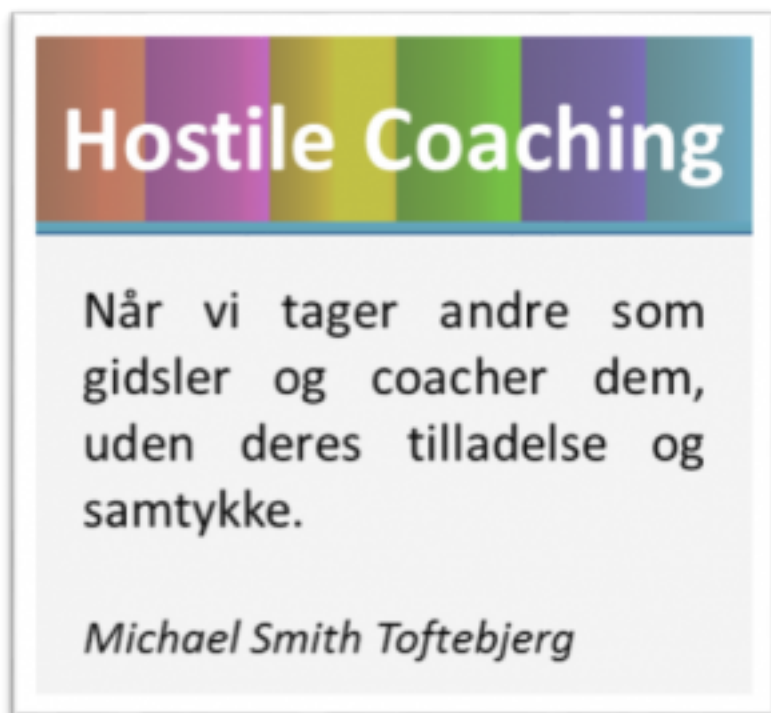 Hostile Coaching
Når vi tager andre som
gidsler og coacher dem,
uden deres tilladelse og
samtykke.
Michael Smith Toftebjerg